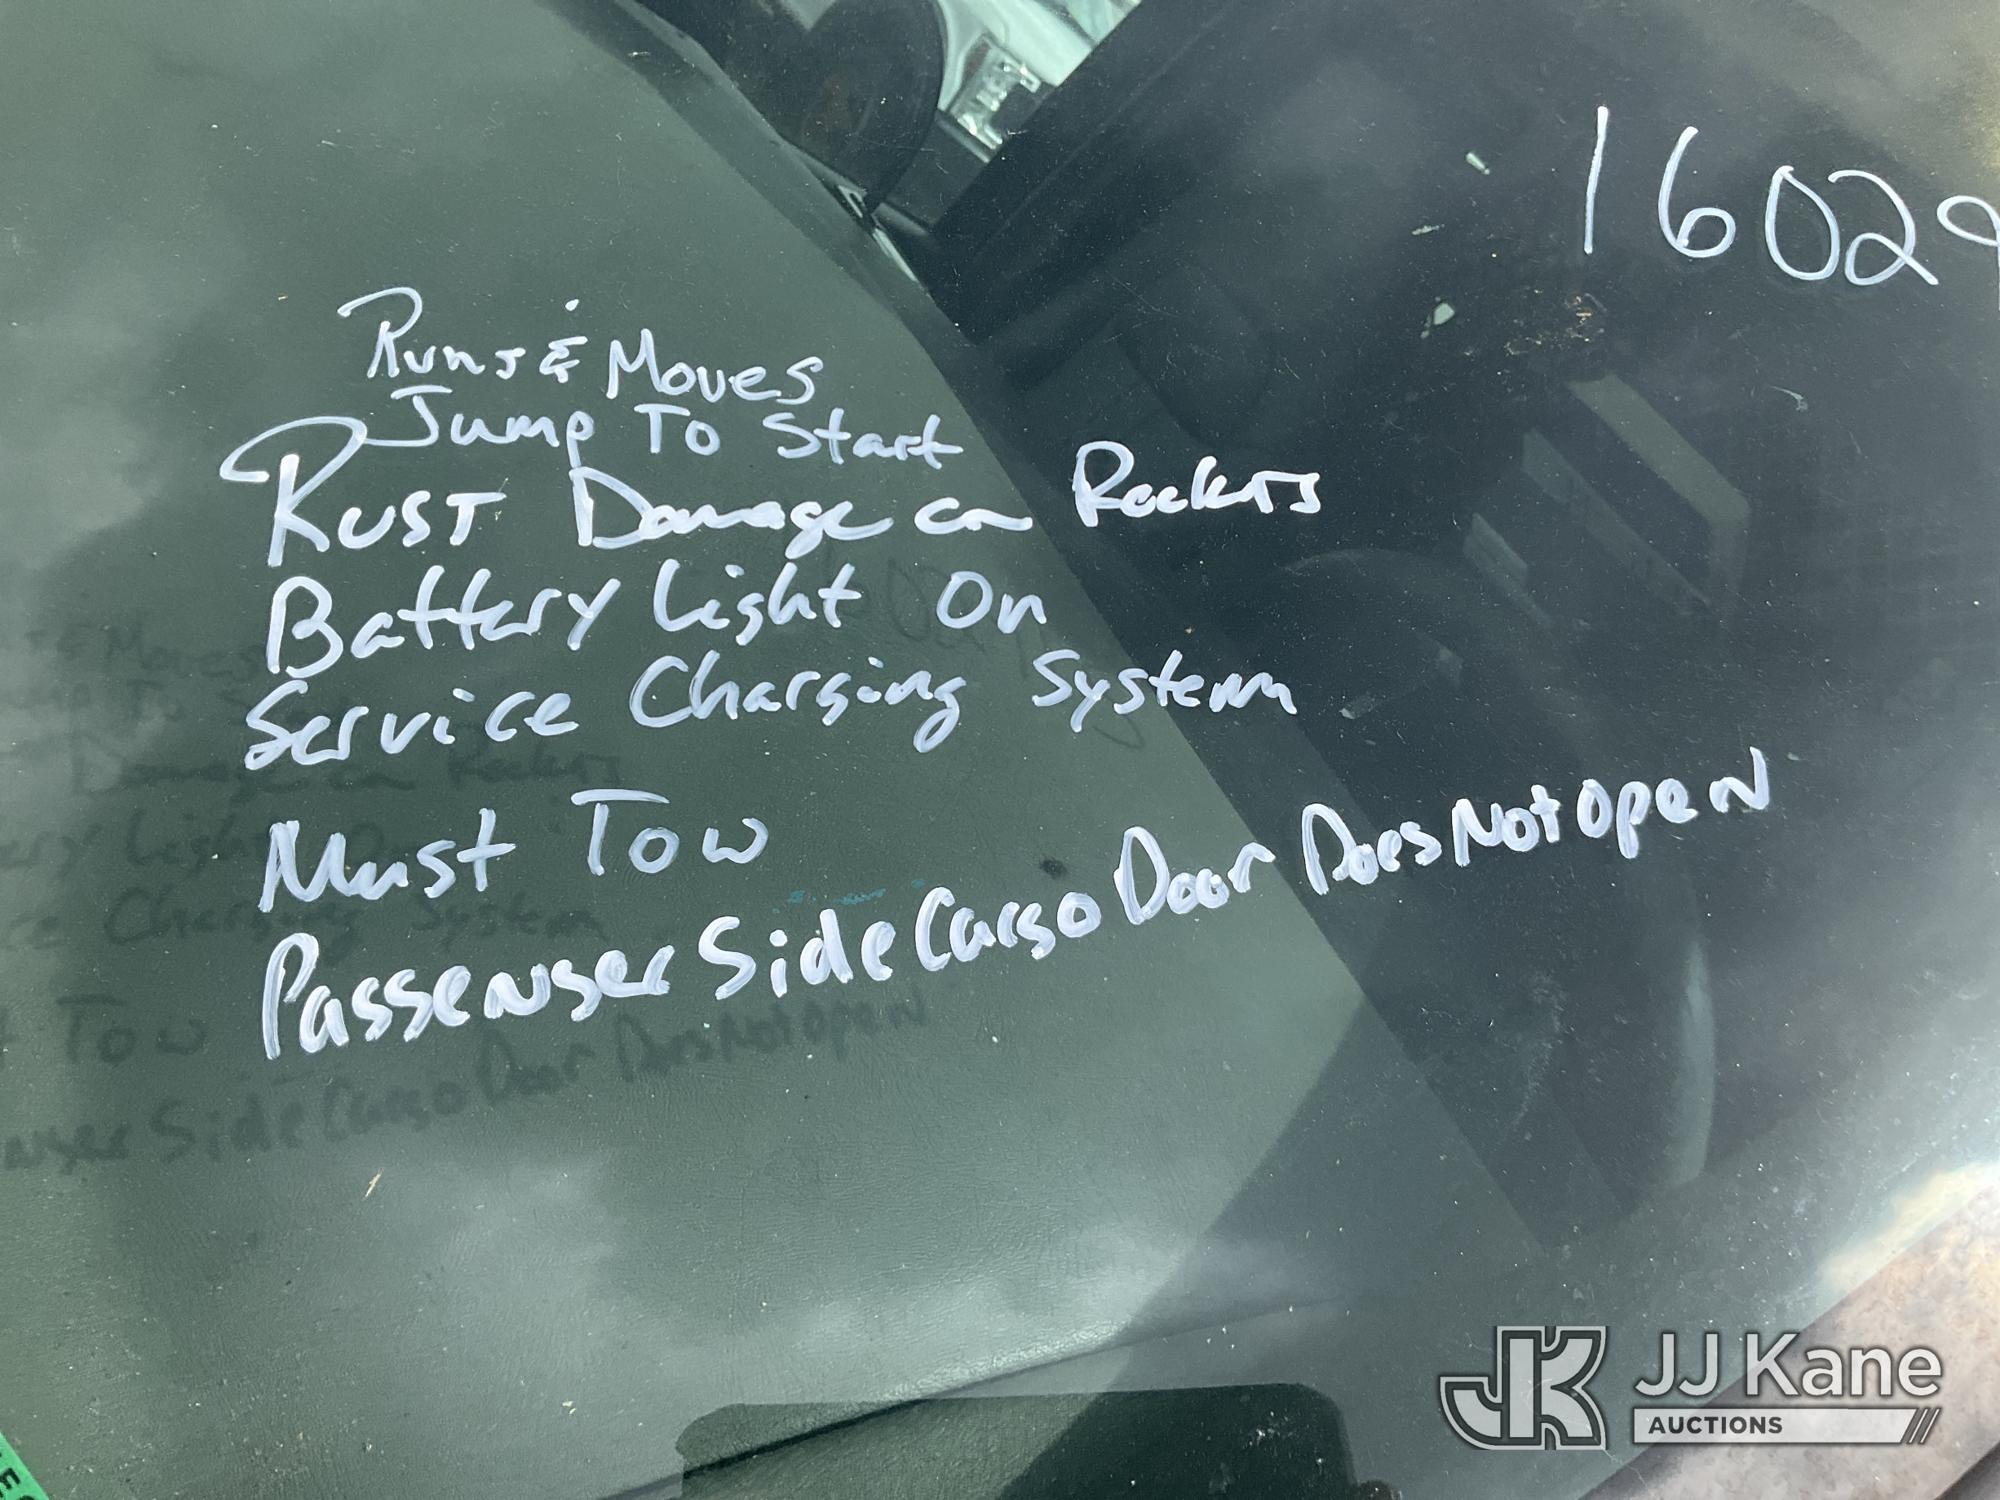 16029
Runs & Moves
Jump To Start
Rust Damage on Rockers
Battery Light On
Service Charging System
Must Tow
Passenger Side Cargo Door Does Not Open
JJ Kane
AUCTIONS